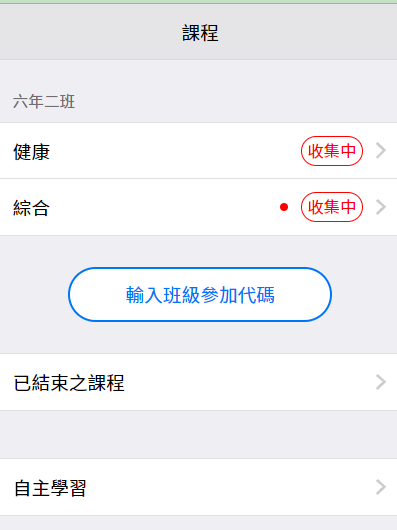 課程
六年二班
健康
收集中
綜合
收集中
輸入班級參加代碼
已結束之課程
自主學習